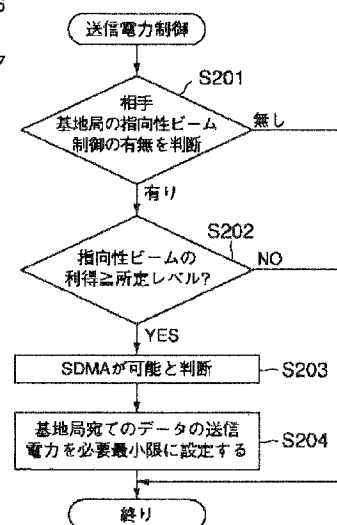 送信電力制御
S201
相手
基地局の指向性ビーム
制御の有無を判断
無し
有り
S202
指向性ビームの
利得≧所定レベル?
NO
YES
SDMAが可能と判断
S203
基地局宛てのデータの送信
電力を必要最小限に設定する
S204
終り